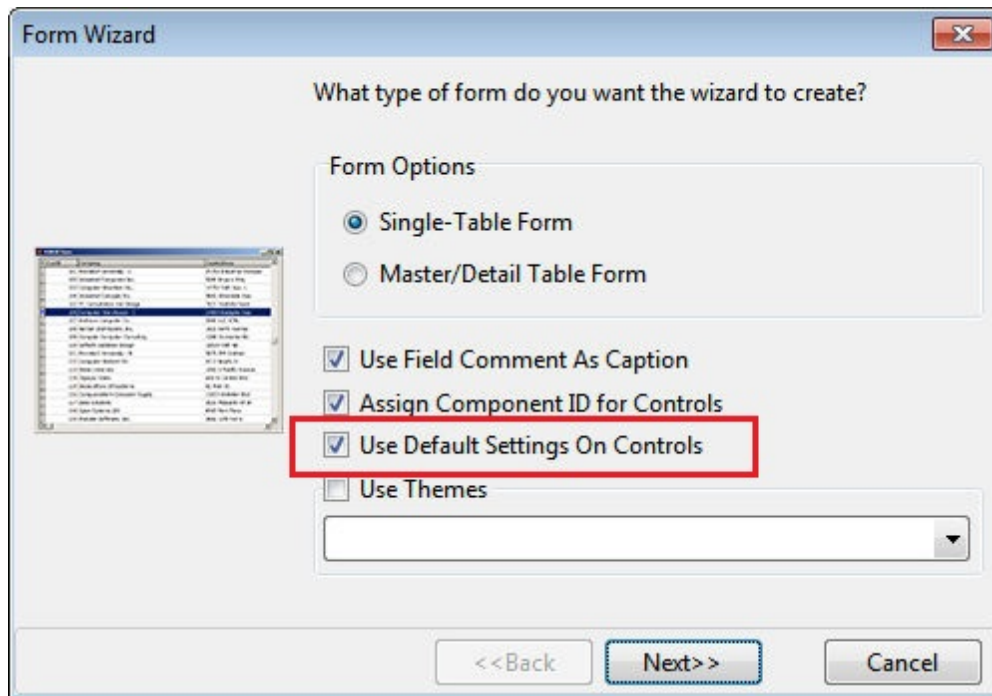 Form Wizard
What type of form do you want the wizard to create?
Form Options
Single-Table Form
Master/Detail Table Form
Use Field Comment As Caption
Assign Component ID for Controls
Use Default Settings On Controls
Use Themes
<<Back
Next>>
Cancel